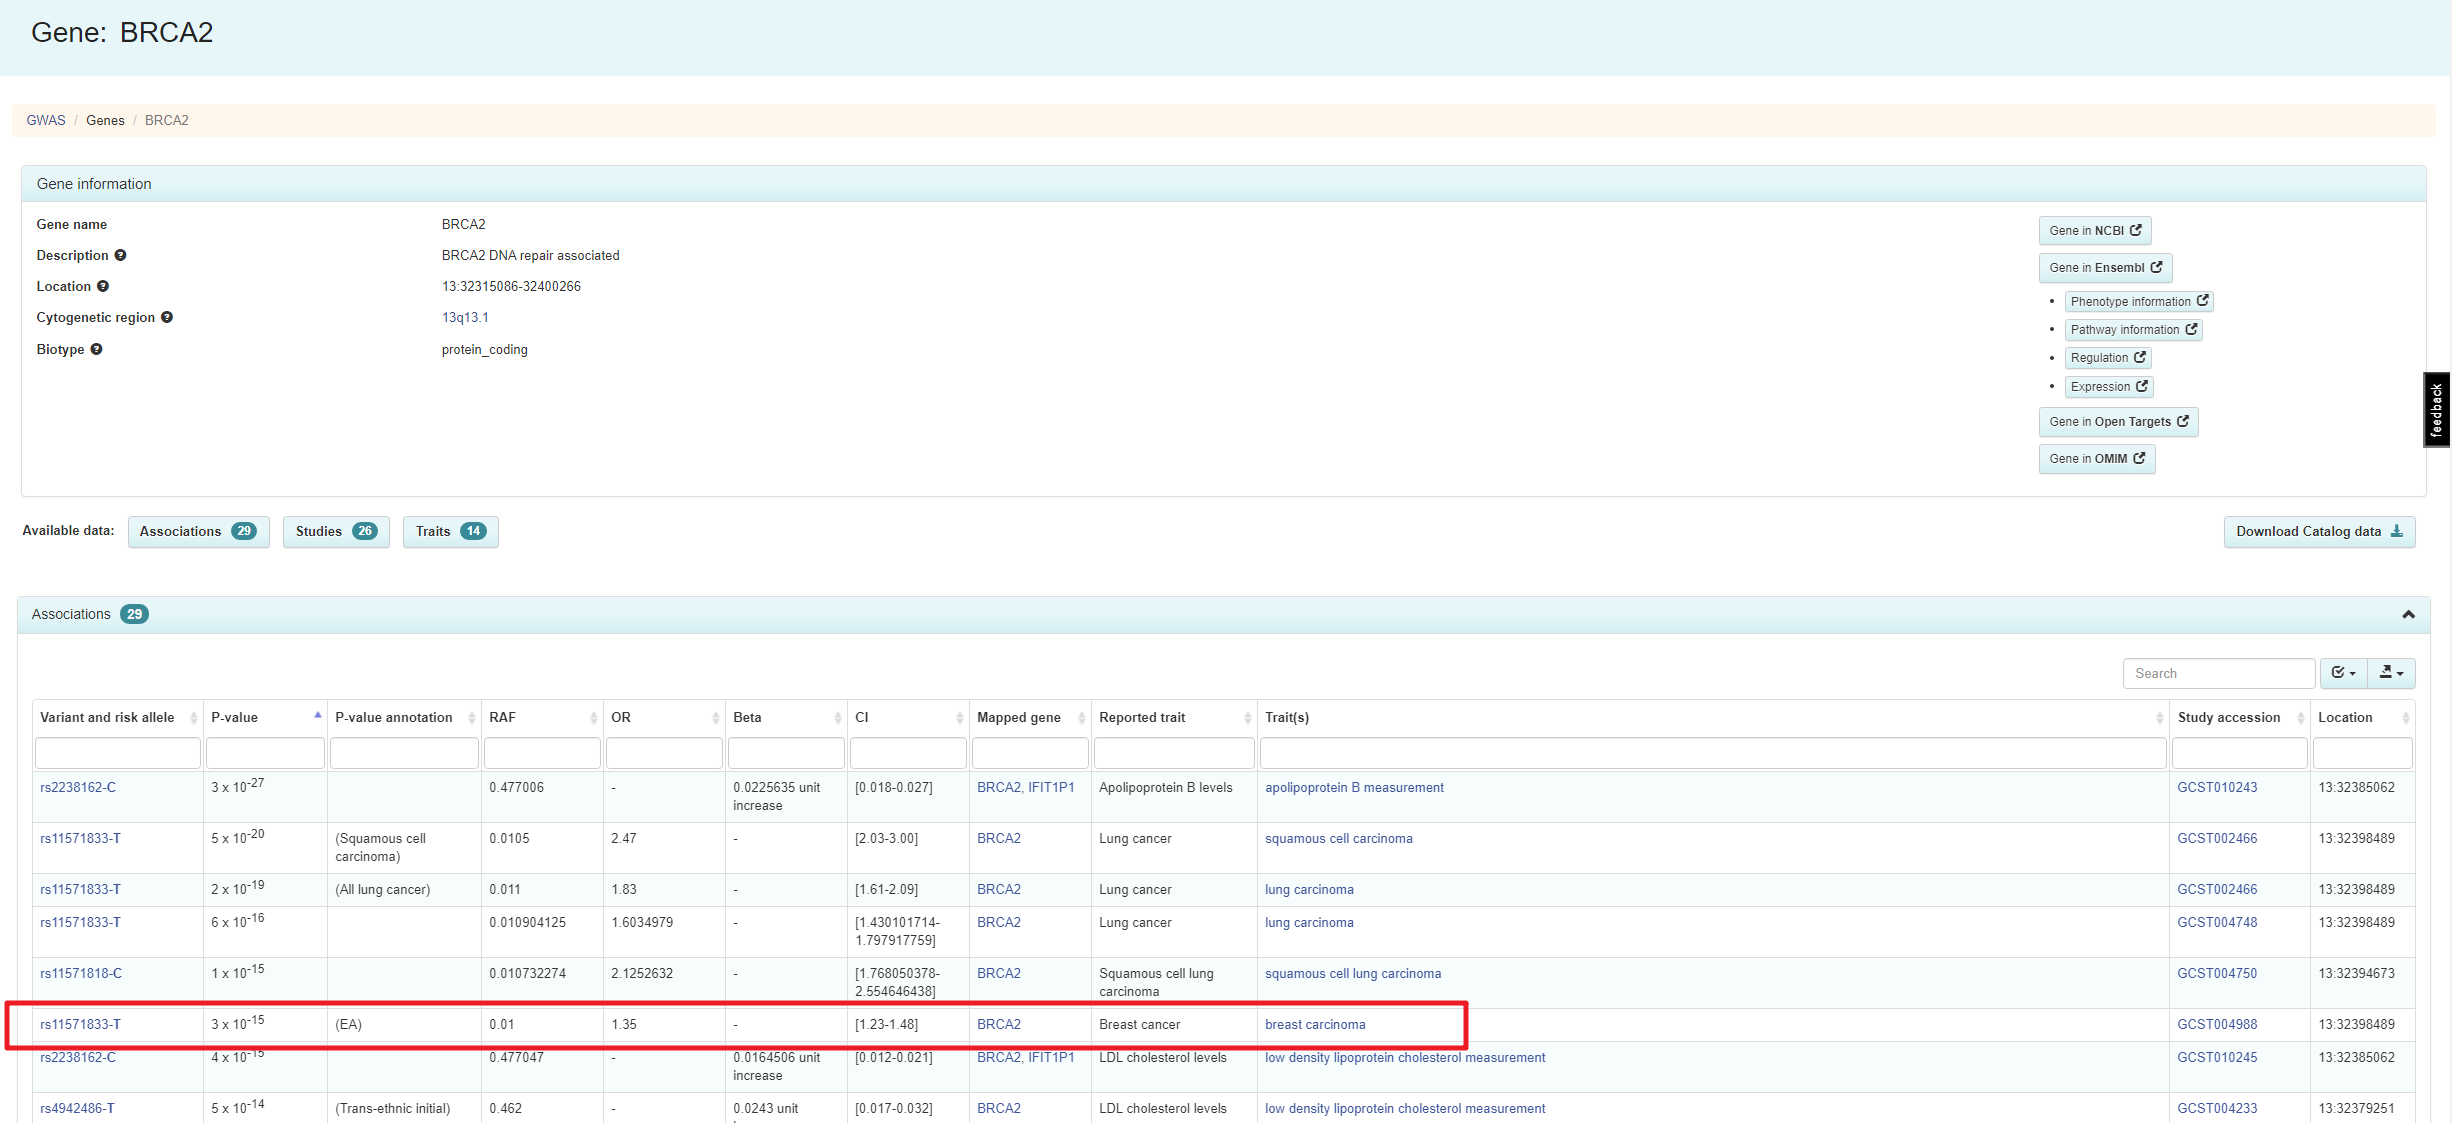 Gene: BRCA2
GWAS / Genes / BRCA2
Gene information
Gene name BRCA2
Description BRCA2 DNA repair associated
Location 13:32315086-32400266
Cytogenetic region 13q13.1
Biotype protein_coding
Gene in NCBI
Gene in Ensembl
• Phenotype information
• Pathway information
• Regulation
• Expression
Gene in Open Targets
Gene in OMIM
feedback
Available data: Associations 29 Studies 26 Traits 14 Download Catalog data
Associations 29
Search
Variant and risk allele P-value P-value annotation RAF OR Beta CI Mapped gene Reported trait Trait(s) Study accession Location
rs2238162-C 3 x 10-27 0.477006 - 0.0225635 unit increase [0.018-0.027] BRCA2, IFIT1P1 Apolipoprotein B levels apolipoprotein B measurement GCST010243 13:32385062
rs11571833-T 5 x 10-20 (Squamous cell carcinoma) 0.0105 2.47 - [2.03-3.00] BRCA2 Lung cancer squamous cell carcinoma GCST002466 13:32398489
rs11571833-T 2 x 10-19 (All lung cancer) 0.011 1.83 - [1.61-2.09] BRCA2 Lung cancer lung carcinoma GCST002466 13:32398489
rs11571833-T 6 x 10-16 0.010904125 1.6034979 - [1.430101714-1.797917759] BRCA2 Lung cancer lung carcinoma GCST004748 13:32398489
rs11571818-C 1 x 10-15 0.010732274 2.1252632 - [1.768050378-2.554646438] BRCA2 Squamous cell lung carcinoma squamous cell lung carcinoma GCST004750 13:32394673
rs11571833-T 3 x 10-15 (EA) 0.01 1.35 - [1.23-1.48] BRCA2 Breast cancer breast carcinoma GCST004988 13:32398489
rs2238162-C 4 x 10-15 0.477047 - 0.0164506 unit increase [0.012-0.021] BRCA2, IFIT1P1 LDL cholesterol levels low density lipoprotein cholesterol measurement GCST010245 13:32385062
rs4942486-T 5 x 10-14 (Trans-ethnic initial) 0.462 - 0.0243 unit [0.017-0.032] BRCA2 LDL cholesterol levels low density lipoprotein cholesterol measurement GCST004233 13:32379251